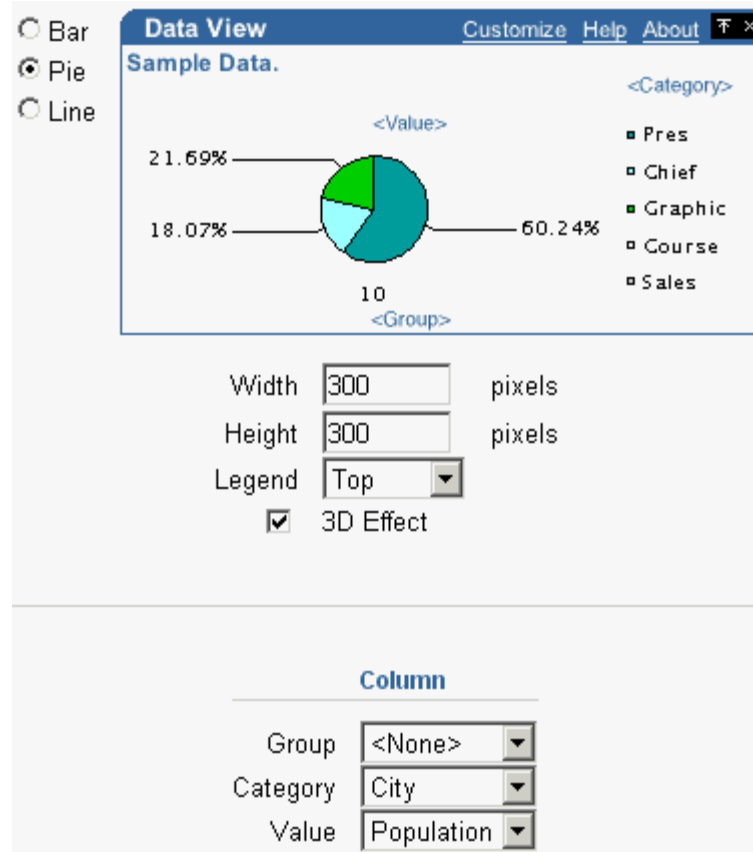 Bar
Pie
Line
Data View Customize Help About
Sample Data.
<Value>
21.69%
18.07%
60.24%
10
<Group>
<Category>
Pres
Chief
Graphic
Course
Sales
Width 300 pixels
Height 300 pixels
Legend Top
3D Effect
Column
Group <None>
Category City
Value Population